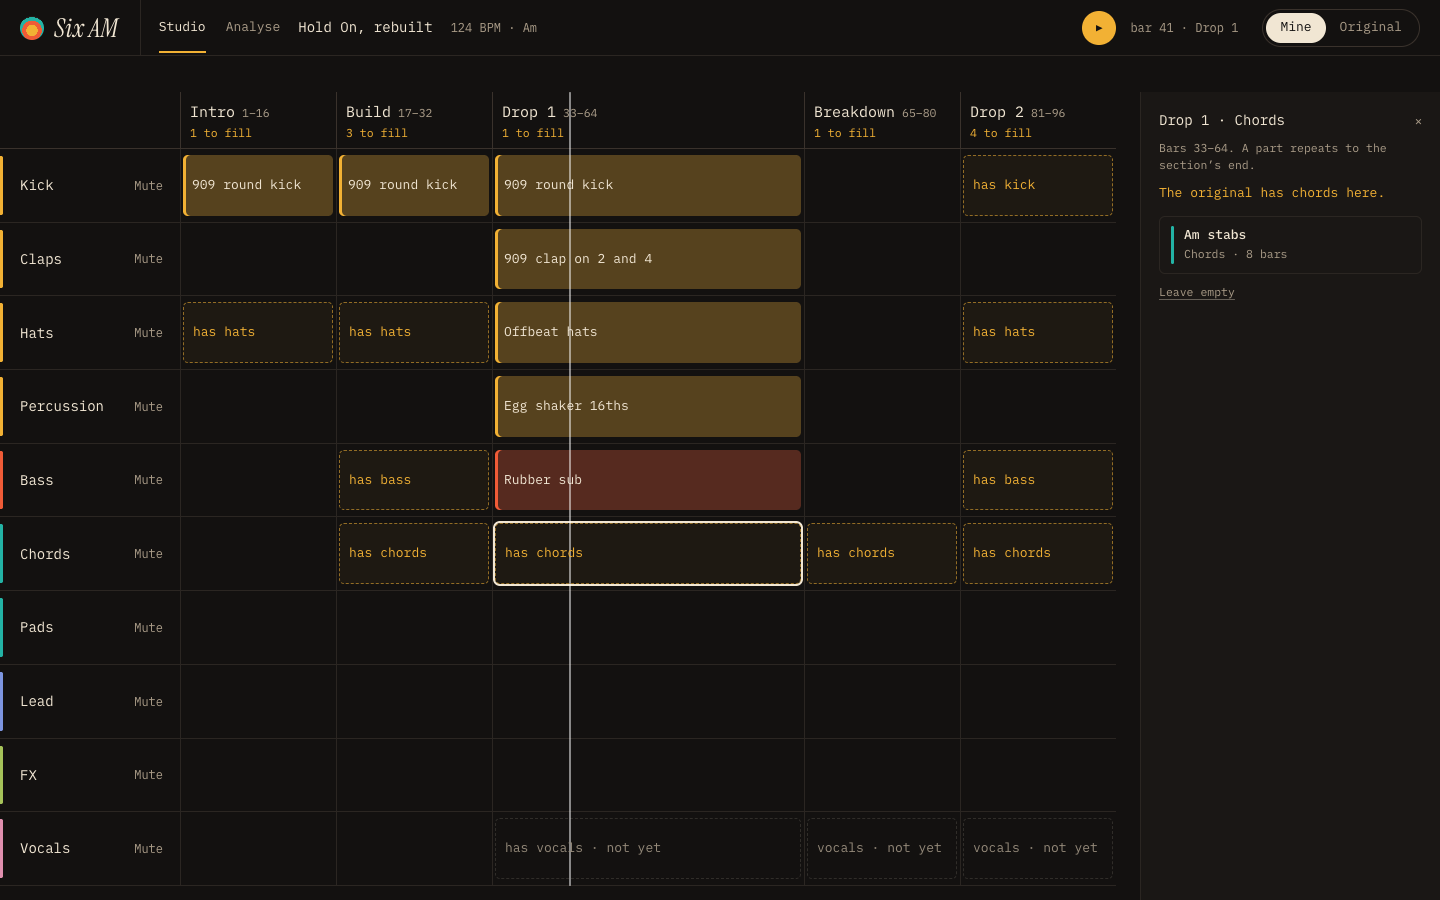 Six AM
Studio Analyse Hold On, rebuilt 124 BPM · Am
bar 41 · Drop 1 Mine Original
Intro 1–16 Build 17–32 Drop 1 33–64 Breakdown 65–80 Drop 2 81–96
1 to fill 3 to fill 1 to fill 1 to fill 4 to fill
Kick Mute 909 round kick 909 round kick 909 round kick has kick
Claps Mute 909 clap on 2 and 4
Hats Mute has hats has hats Offbeat hats has hats
Percussion Mute Egg shaker 16ths
Bass Mute has bass Rubber sub has bass
Chords Mute has chords has chords has chords has chords
Pads Mute
Lead Mute
FX Mute
Vocals Mute has vocals · not yet vocals · not yet vocals · not yet
Drop 1 · Chords ×
Bars 33–64. A part repeats to the
section’s end.
The original has chords here.
Am stabs
Chords · 8 bars
Leave empty